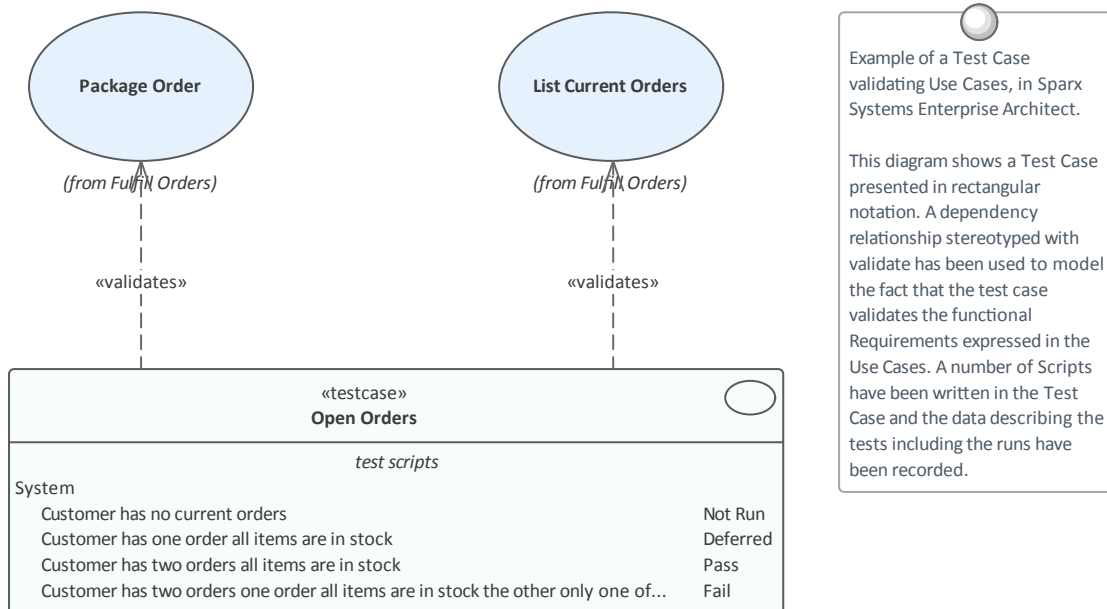 Package Order
(from Fulfill Orders)
«validates»
List Current Orders
(from Fulfill Orders)
«validates»
«testcase»
Open Orders
test scripts
System
Customer has no current orders Not Run
Customer has one order all items are in stock Deferred
Customer has two orders all items are in stock Pass
Customer has two orders one order all items are in stock the other only one of... Fail
Example of a Test Case
validating Use Cases, in Sparx
Systems Enterprise Architect.
This diagram shows a Test Case
presented in rectangular
notation. A dependency
relationship stereotyped with
validate has been used to model
the fact that the test case
validates the functional
Requirements expressed in the
Use Cases. A number of Scripts
have been written in the Test
Case and the data describing the
tests including the runs have
been recorded.